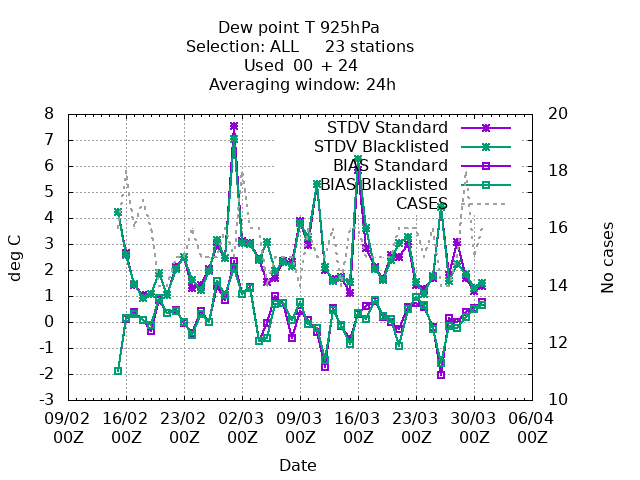 Dew point T 925hPa
Selection: ALL     23 stations
Used  00 + 24
Averaging window: 24h
8 20
STDV Standard
7
STDV Blacklisted
6 18
BIAS Standard
5
BIAS Blacklisted
CASES
4 16
3
2 14
1
0
-1 12
-2
-3 10
deg C
No cases
09/02 16/02 23/02 02/03 09/03 16/03 23/03 30/03 06/04
00Z 00Z 00Z 00Z 00Z 00Z 00Z 00Z 00Z
Date